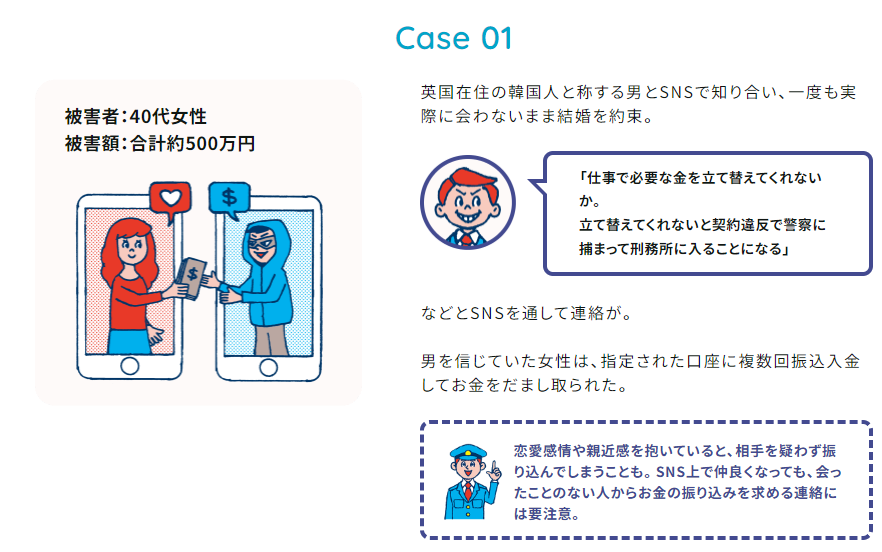 Case 01
被害者：40代女性
被害額：合計約500万円
$
$
英国在住の韓国人と称する男とSNSで知り合い、一度も実
際に会わないまま結婚を約束。
「仕事で必要な金を立て替えてくれない
か。
立て替えてくれないと契約違反で警察に
捕まって刑務所に入ることになる」
などとSNSを通して連絡が。
男を信じていた女性は、指定された口座に複数回振込入金
してお金をだまし取られた。
恋愛感情や親近感を抱いていると、相手を疑わず振
り込んでしまうことも。SNS上で仲良くなっても、会っ
たことのない人からお金の振り込みを求める連絡に
は要注意。